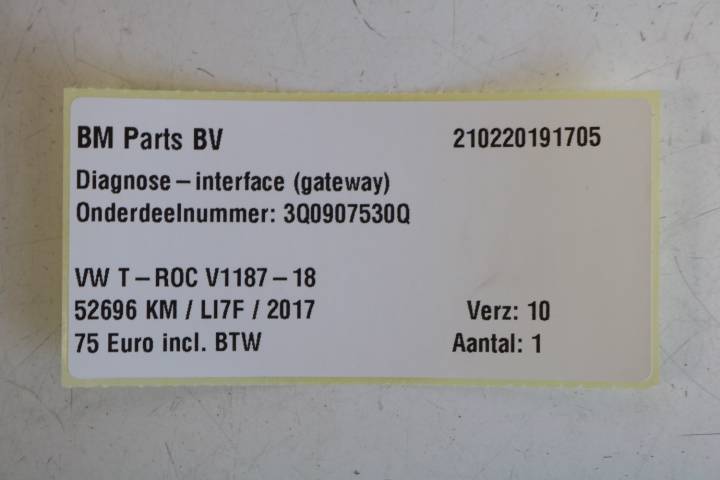 BM Parts BV 210220191705
Diagnose – interface (gateway)
Onderdeelnummer: 3Q0907530Q
VW T – ROC V1187 – 18
52696 KM / LI7F / 2017 Verz: 10
75 Euro incl. BTW Aantal: 1